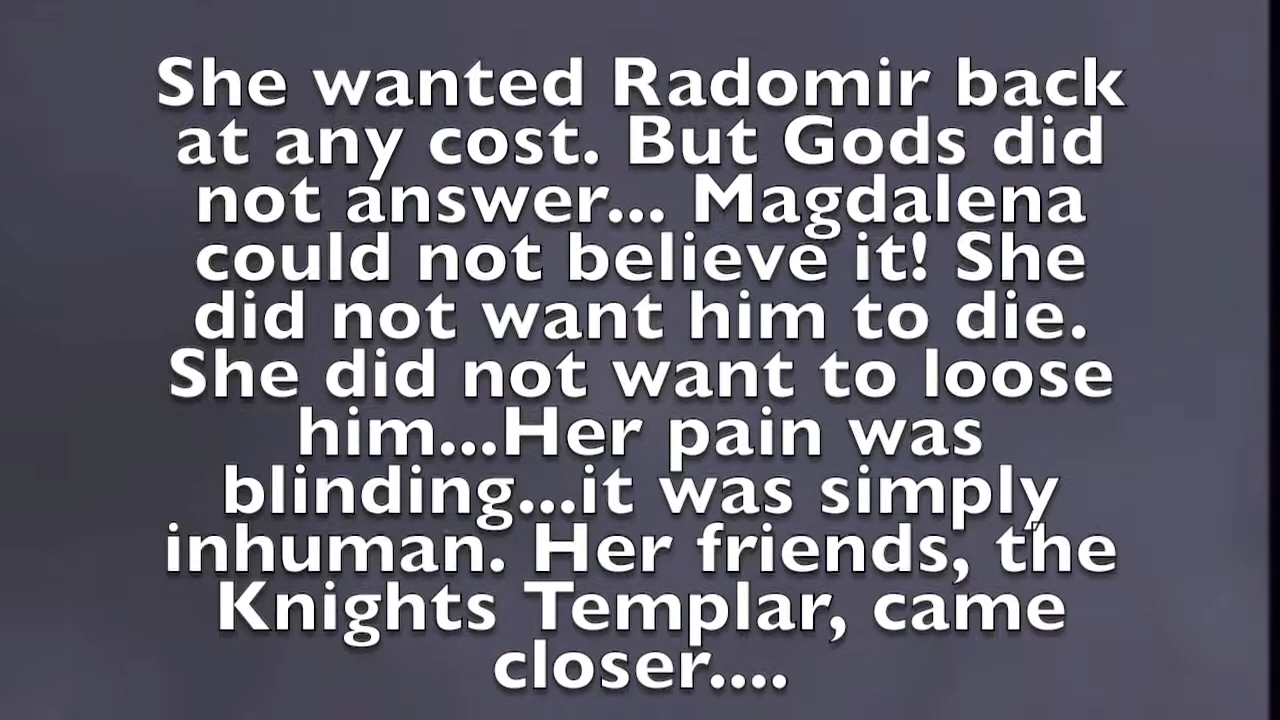 She wanted Radomir back
at any cost. But Gods did
not answer... Magdalena
could not believe it! She
did not want him to die.
She did not want to loose
him...Her pain was
blinding...it was simply
inhuman. Her friends, the
Knights Templar, came
closer....